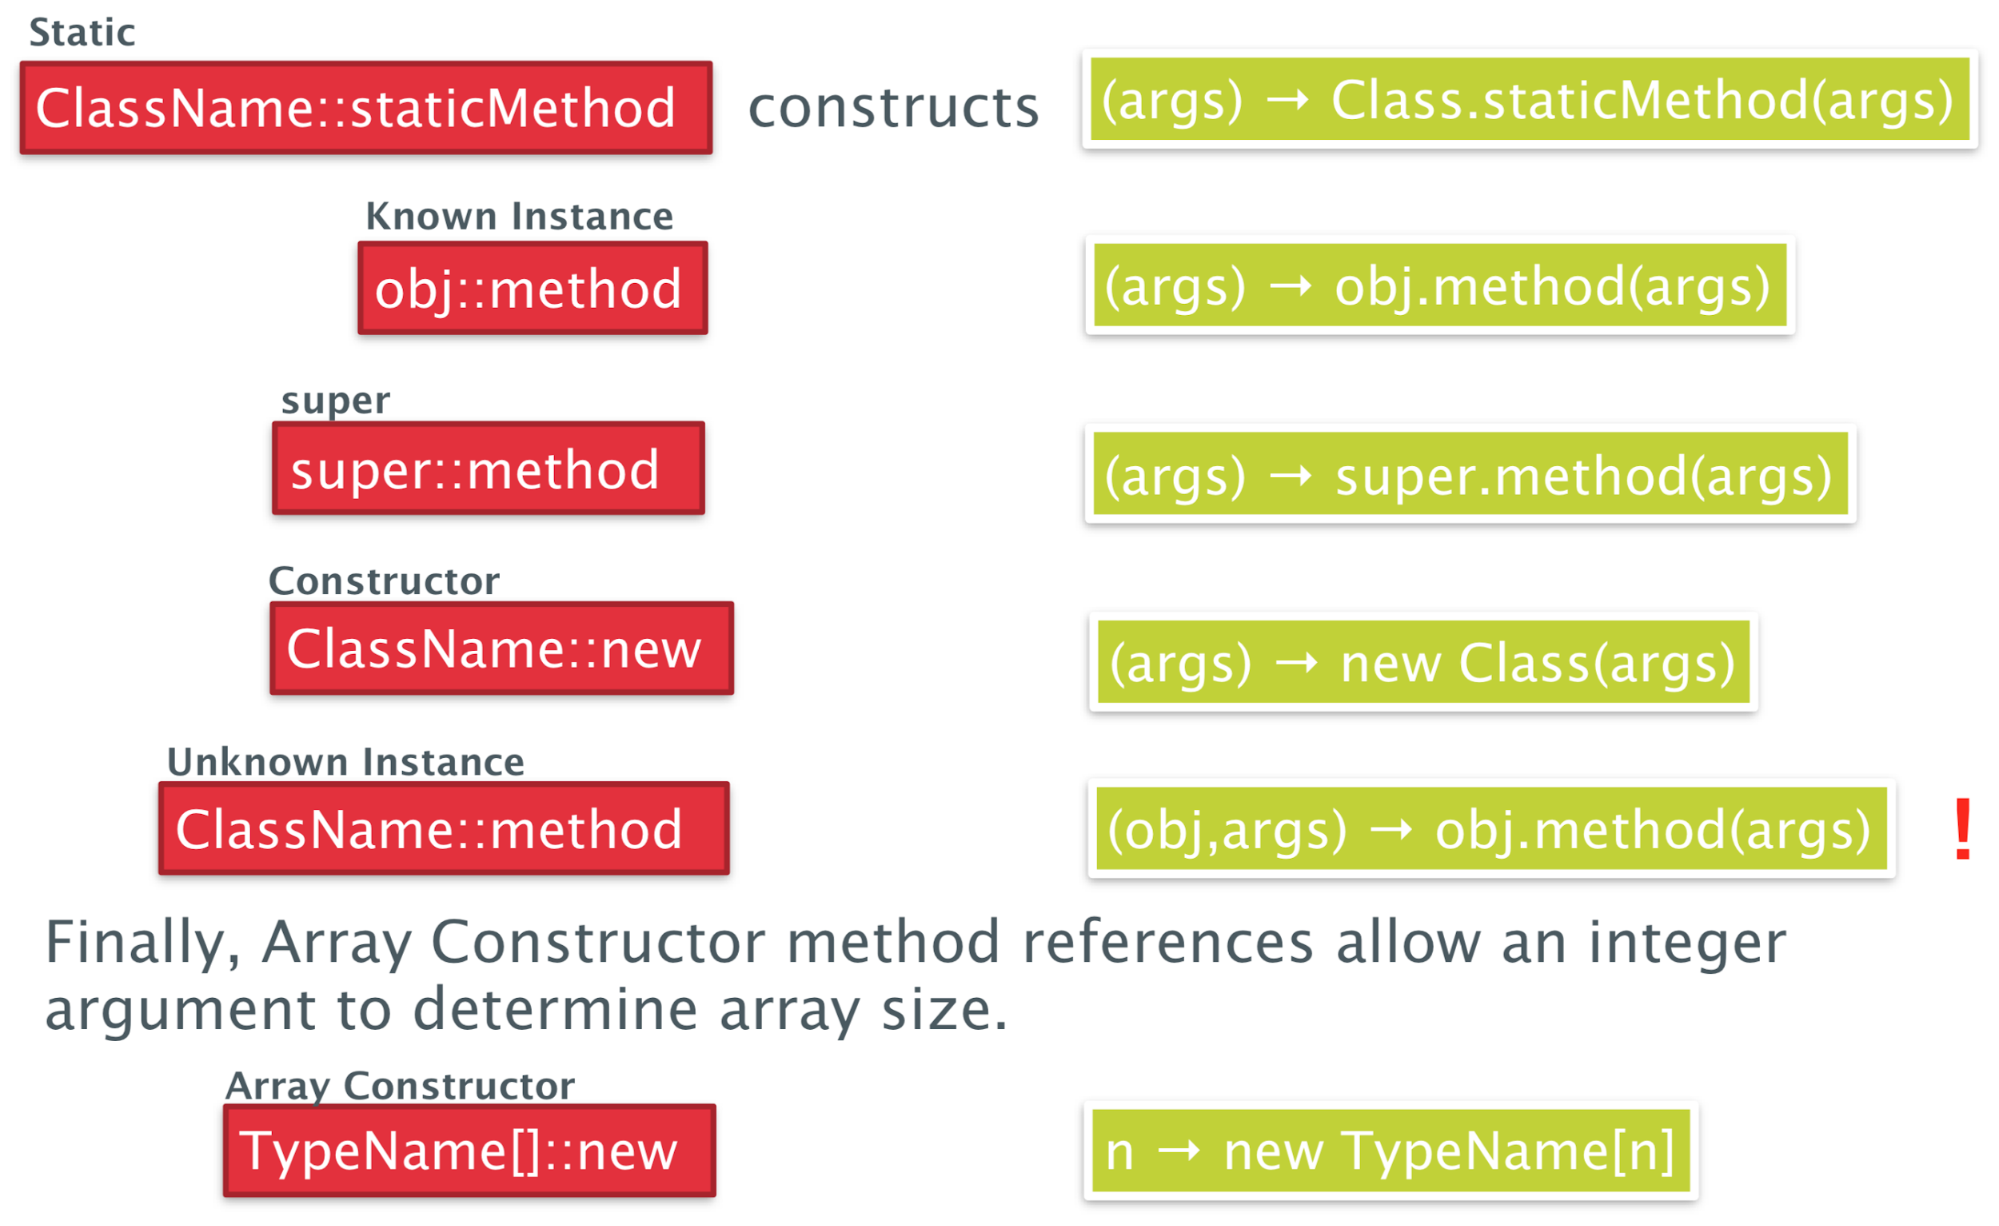 Static
ClassName::staticMethod constructs (args) → Class.staticMethod(args)
Known Instance
obj::method (args) → obj.method(args)
super
super::method (args) → super.method(args)
Constructor
ClassName::new (args) → new Class(args)
Unknown Instance
ClassName::method (obj,args) → obj.method(args) !
Finally, Array Constructor method references allow an integer
argument to determine array size.
Array Constructor
TypeName[]::new n → new TypeName[n]